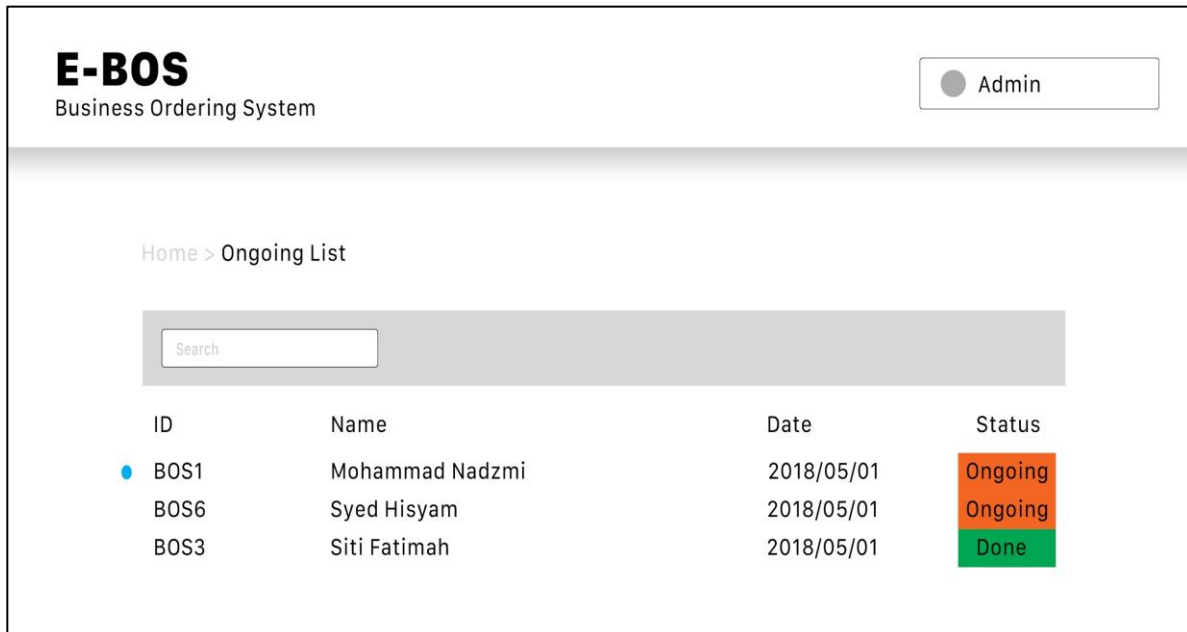 E-BOS
Business Ordering System
Admin
Home > Ongoing List
Search
ID Name Date Status
BOS1 Mohammad Nadzmi 2018/05/01 Ongoing
BOS6 Syed Hisyam 2018/05/01 Ongoing
BOS3 Siti Fatimah 2018/05/01 Done